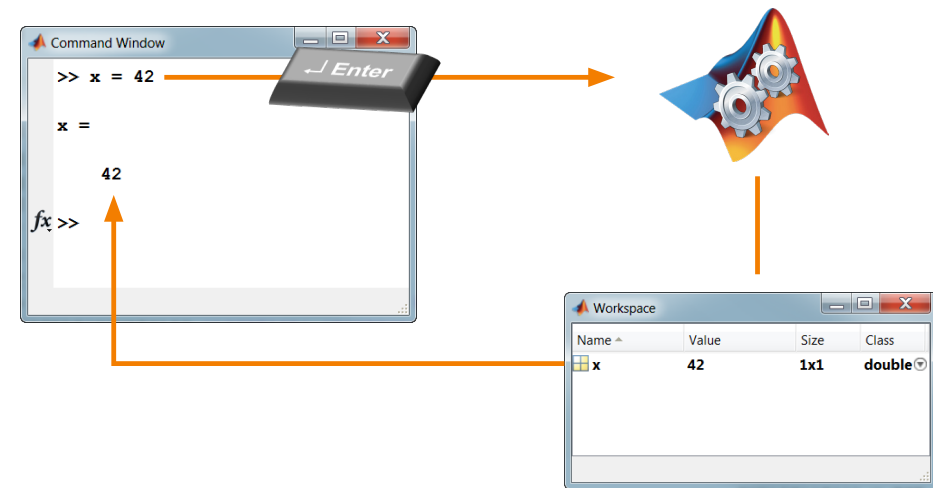 Command Window
>> x = 42
Enter
x =
42
fx >>
Workspace
Name Value Size Class
x 42 1x1 double